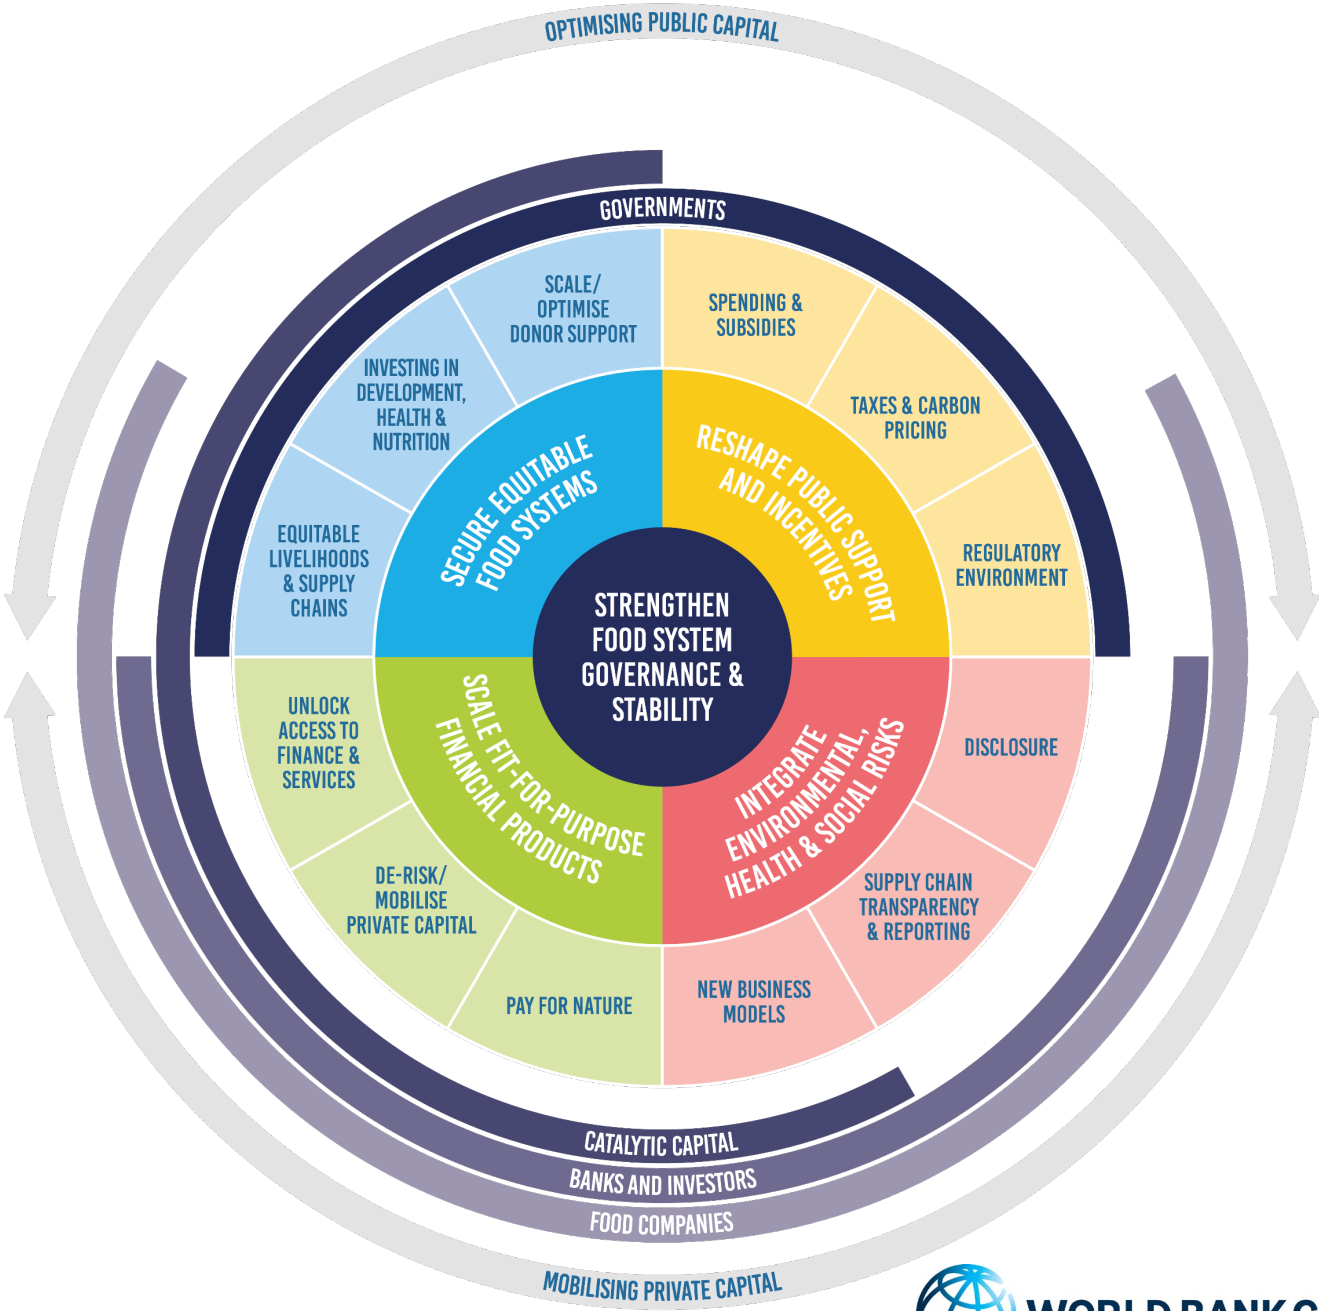 OPTIMISING PUBLIC CAPITAL
GOVERNMENTS
SCALE/
OPTIMISE
DONOR SUPPORT
SPENDING &
SUBSIDIES
INVESTING IN
DEVELOPMENT,
HEALTH &
NUTRITION
TAXES & CARBON
PRICING
EQUITABLE
LIVELIHOODS
& SUPPLY
CHAINS
REGULATORY
ENVIRONMENT
SECURE EQUITABLE
FOOD SYSTEMS
RESHAPE PUBLIC SUPPORT
AND INCENTIVES
STRENGTHEN
FOOD SYSTEM
GOVERNANCE &
STABILITY
SCALE FIT-FOR-PURPOSE
FINANCIAL PRODUCTS
INTEGRATE
ENVIRONMENTAL,
HEALTH & SOCIAL RISKS
UNLOCK
ACCESS TO
FINANCE &
SERVICES
DISCLOSURE
DE-RISK/
MOBILISE
PRIVATE CAPITAL
SUPPLY CHAIN
TRANSPARENCY
& REPORTING
PAY FOR NATURE
NEW BUSINESS
MODELS
CATALYTIC CAPITAL
BANKS AND INVESTORS
FOOD COMPANIES
MOBILISING PRIVATE CAPITAL
WORLD BANK